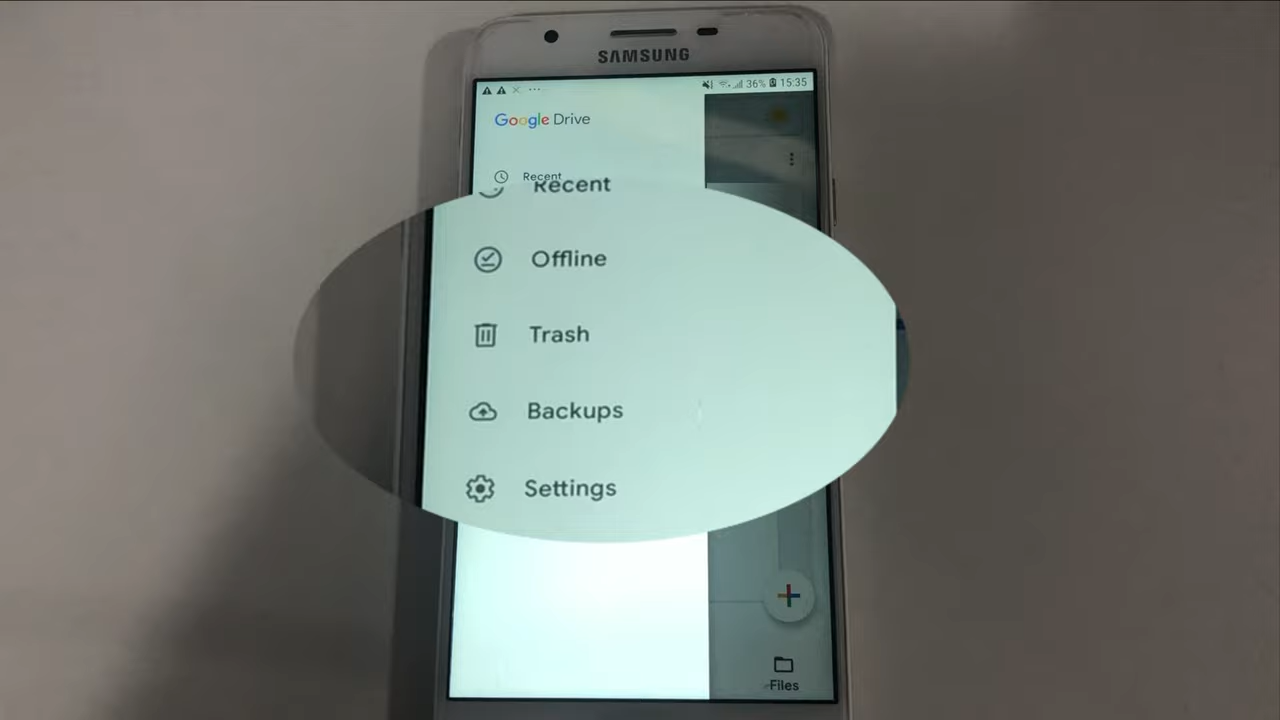 SAMSUNG
36% 15:35
Google Drive
Recent
Recent
Offline
Trash
Backups
Settings
Files